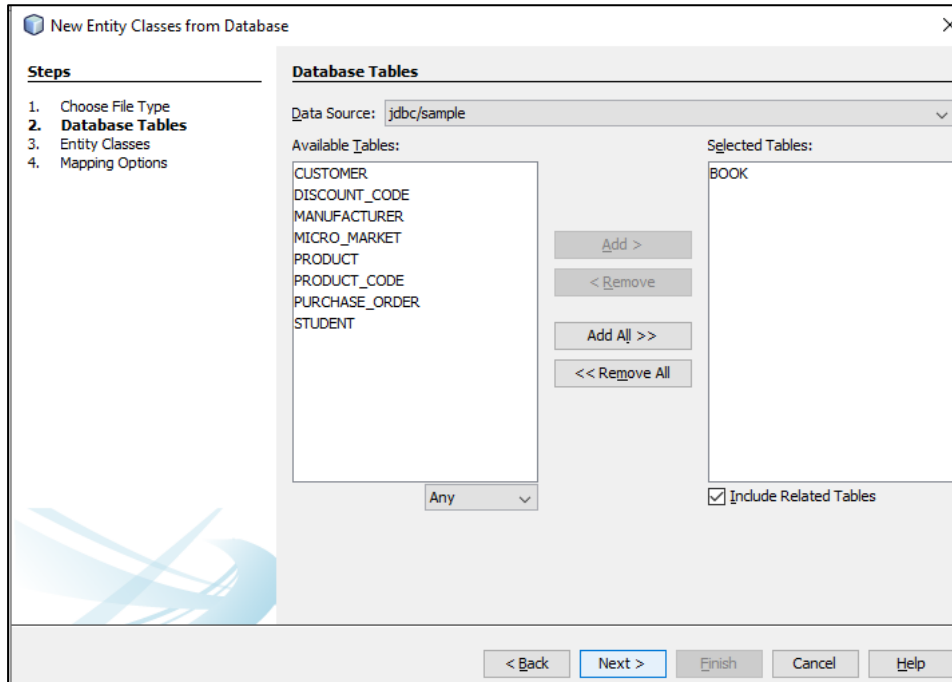 New Entity Classes from Database
Steps
1. Choose File Type
2. Database Tables
3. Entity Classes
4. Mapping Options
Database Tables
Data Source: jdbc/sample
Available Tables:
CUSTOMER
DISCOUNT_CODE
MANUFACTURER
MICRO_MARKET
PRODUCT
PRODUCT_CODE
PURCHASE_ORDER
STUDENT
Any
Add >
< Remove
Add All >>
<< Remove All
Selected Tables:
BOOK
Include Related Tables
< Back Next > Finish Cancel Help